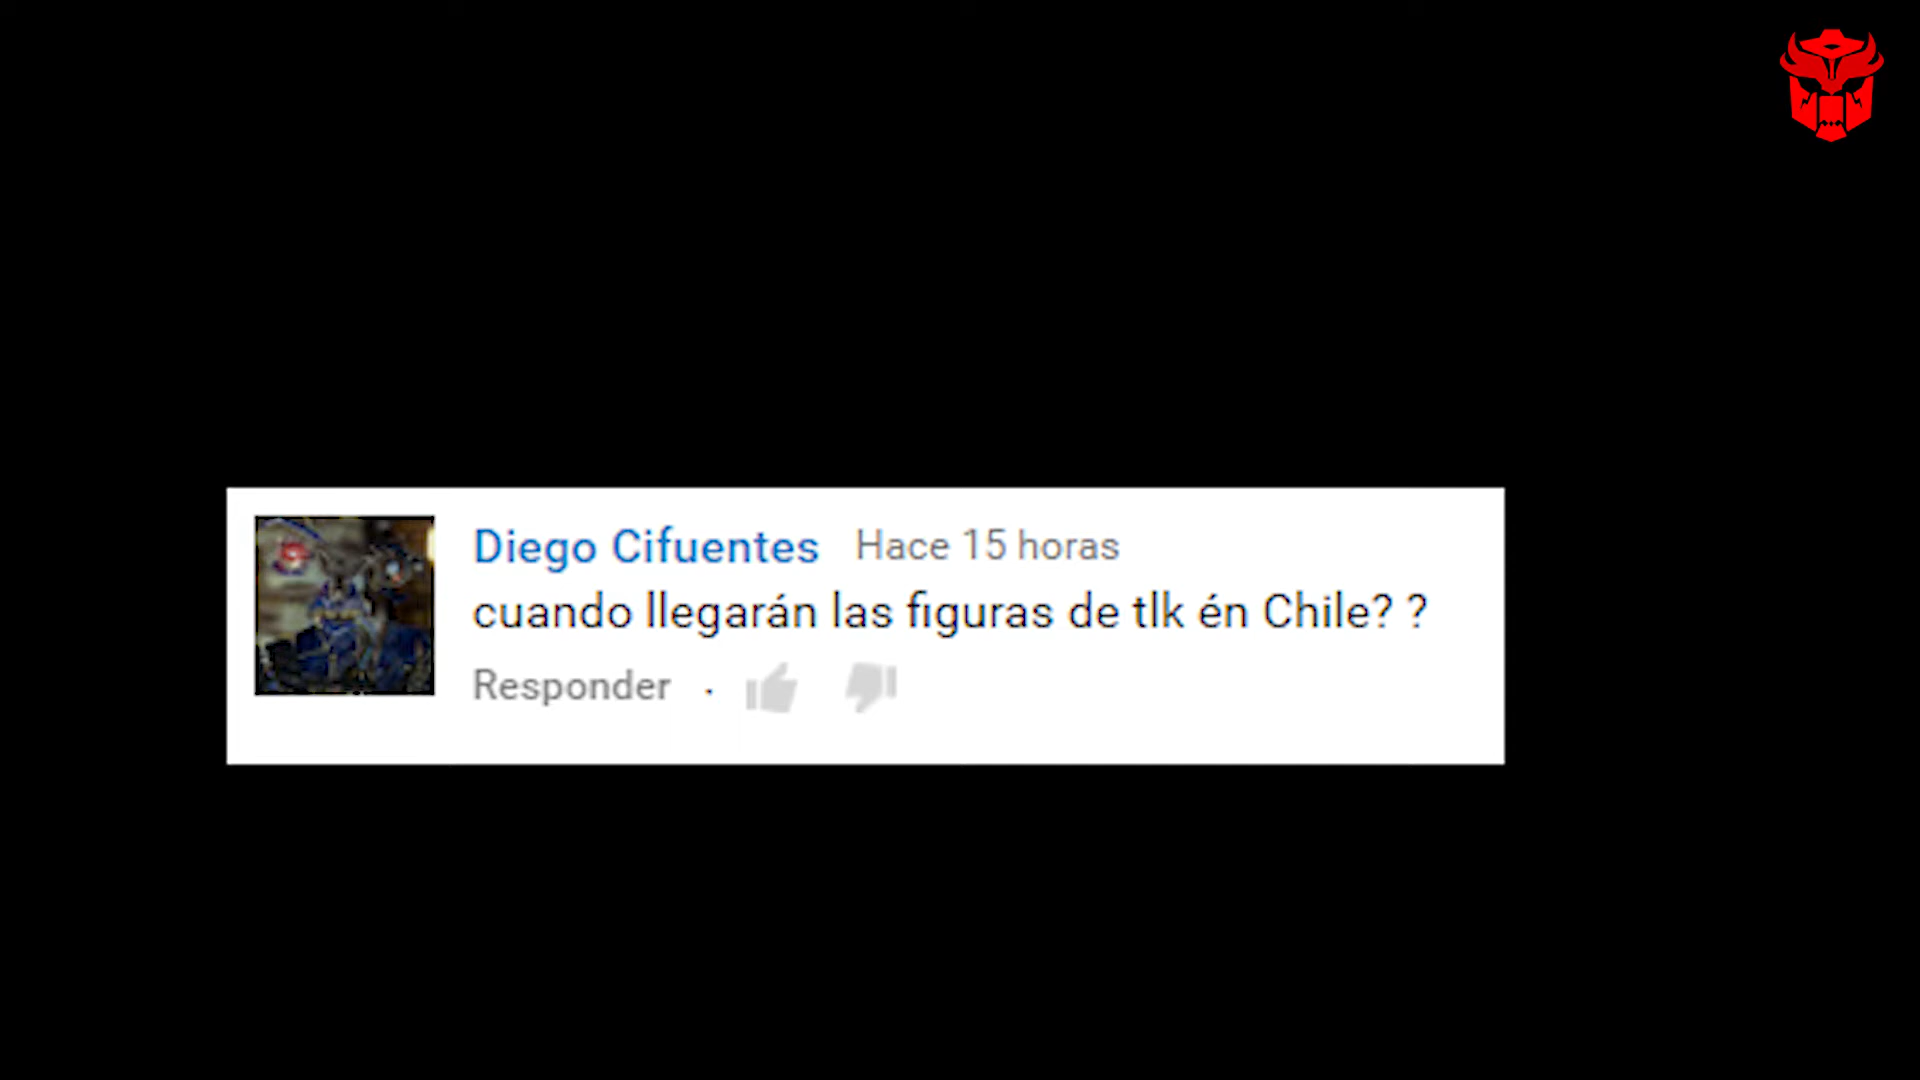 Diego Cifuentes Hace 15 horas
cuando llegarán las figuras de tlk én Chile? ?
Responder ·